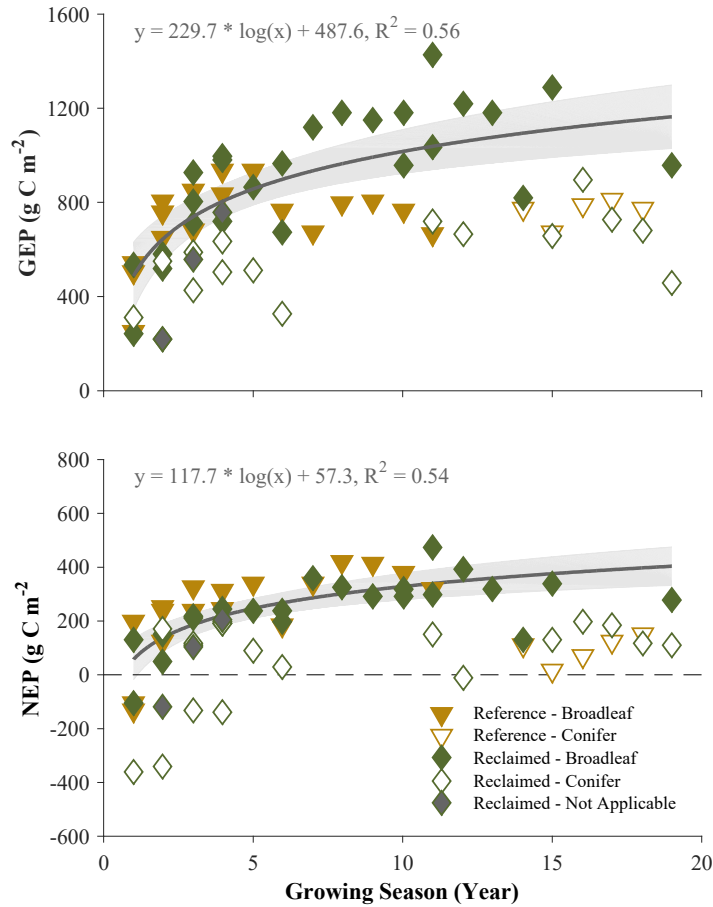 y = 229.7 * log(x) + 487.6, R² = 0.56
1600
1200
800
400
0
GEP (g C m⁻²)
y = 117.7 * log(x) + 57.3, R² = 0.54
800
600
400
200
0
-200
-400
-600
NEP (g C m⁻²)
Reference - Broadleaf
Reference - Conifer
Reclaimed - Broadleaf
Reclaimed - Conifer
Reclaimed - Not Applicable
0 5 10 15 20
Growing Season (Year)